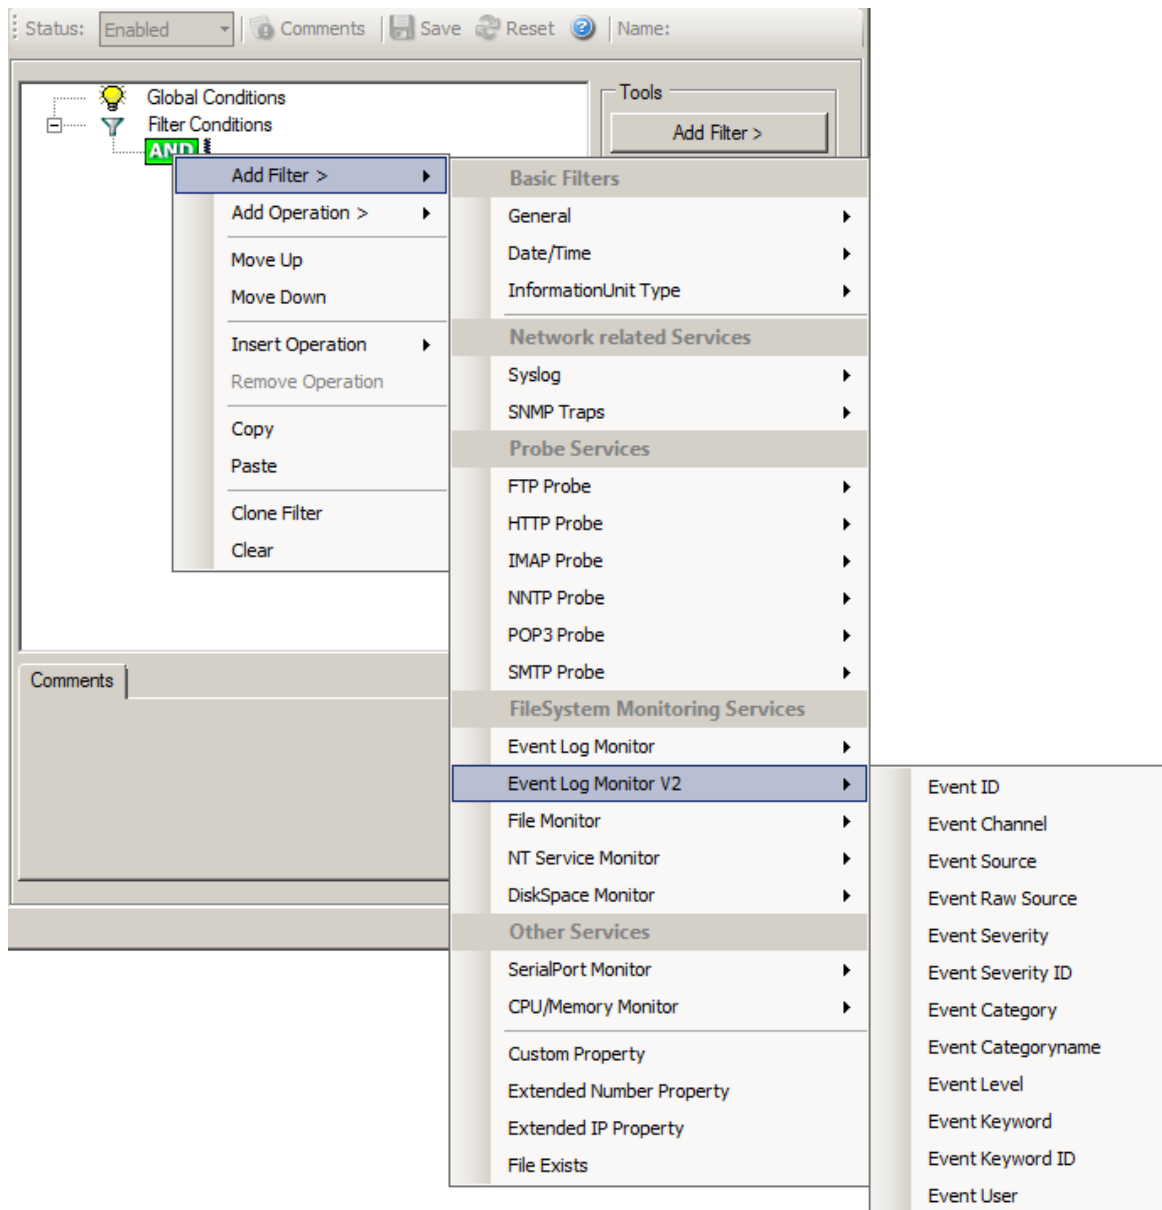 Status: Enabled Comments Save Reset Name:
Global Conditions
Filter Conditions
AND
Tools
Add Filter >
Add Filter >
Add Operation >
Move Up
Move Down
Insert Operation
Remove Operation
Copy
Paste
Clone Filter
Clear
Comments
Basic Filters
General
Date/Time
InformationUnit Type
Network related Services
Syslog
SNMP Traps
Probe Services
FTP Probe
HTTP Probe
IMAP Probe
NNTP Probe
POP3 Probe
SMTP Probe
FileSystem Monitoring Services
Event Log Monitor
Event Log Monitor V2
File Monitor
NT Service Monitor
DiskSpace Monitor
Other Services
SerialPort Monitor
CPU/Memory Monitor
Custom Property
Extended Number Property
Extended IP Property
File Exists
Event ID
Event Channel
Event Source
Event Raw Source
Event Severity
Event Severity ID
Event Category
Event Categoryname
Event Level
Event Keyword
Event Keyword ID
Event User